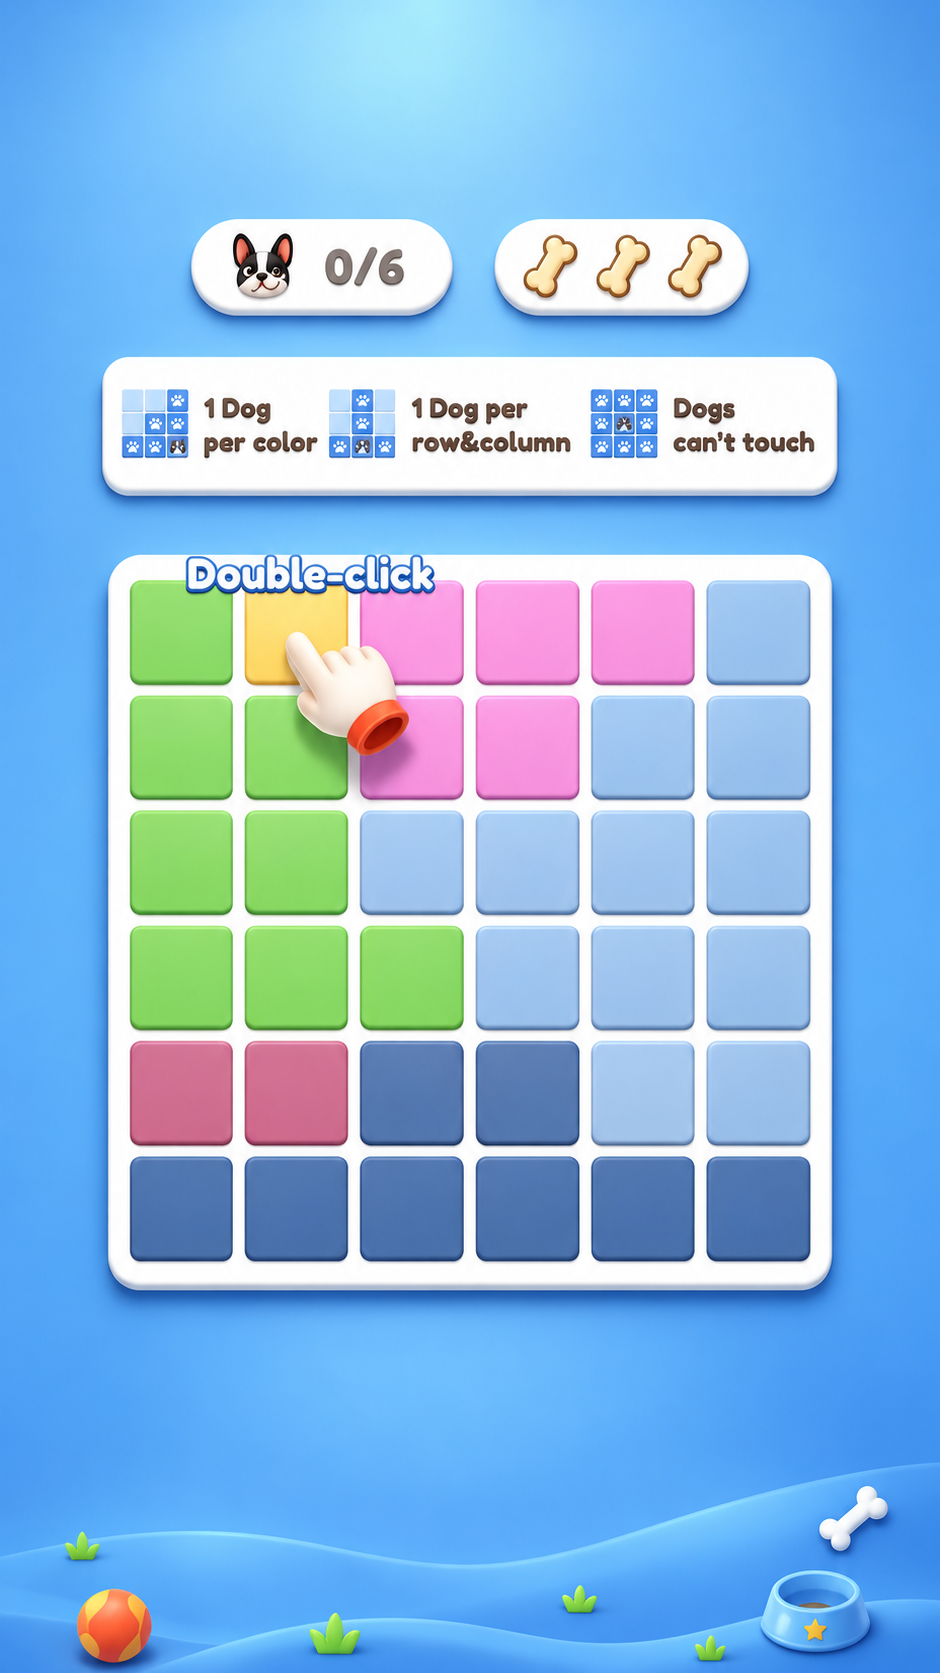 0/6
1 Dog
per color
1 Dog per
row&column
Dogs
can't touch
Double-click